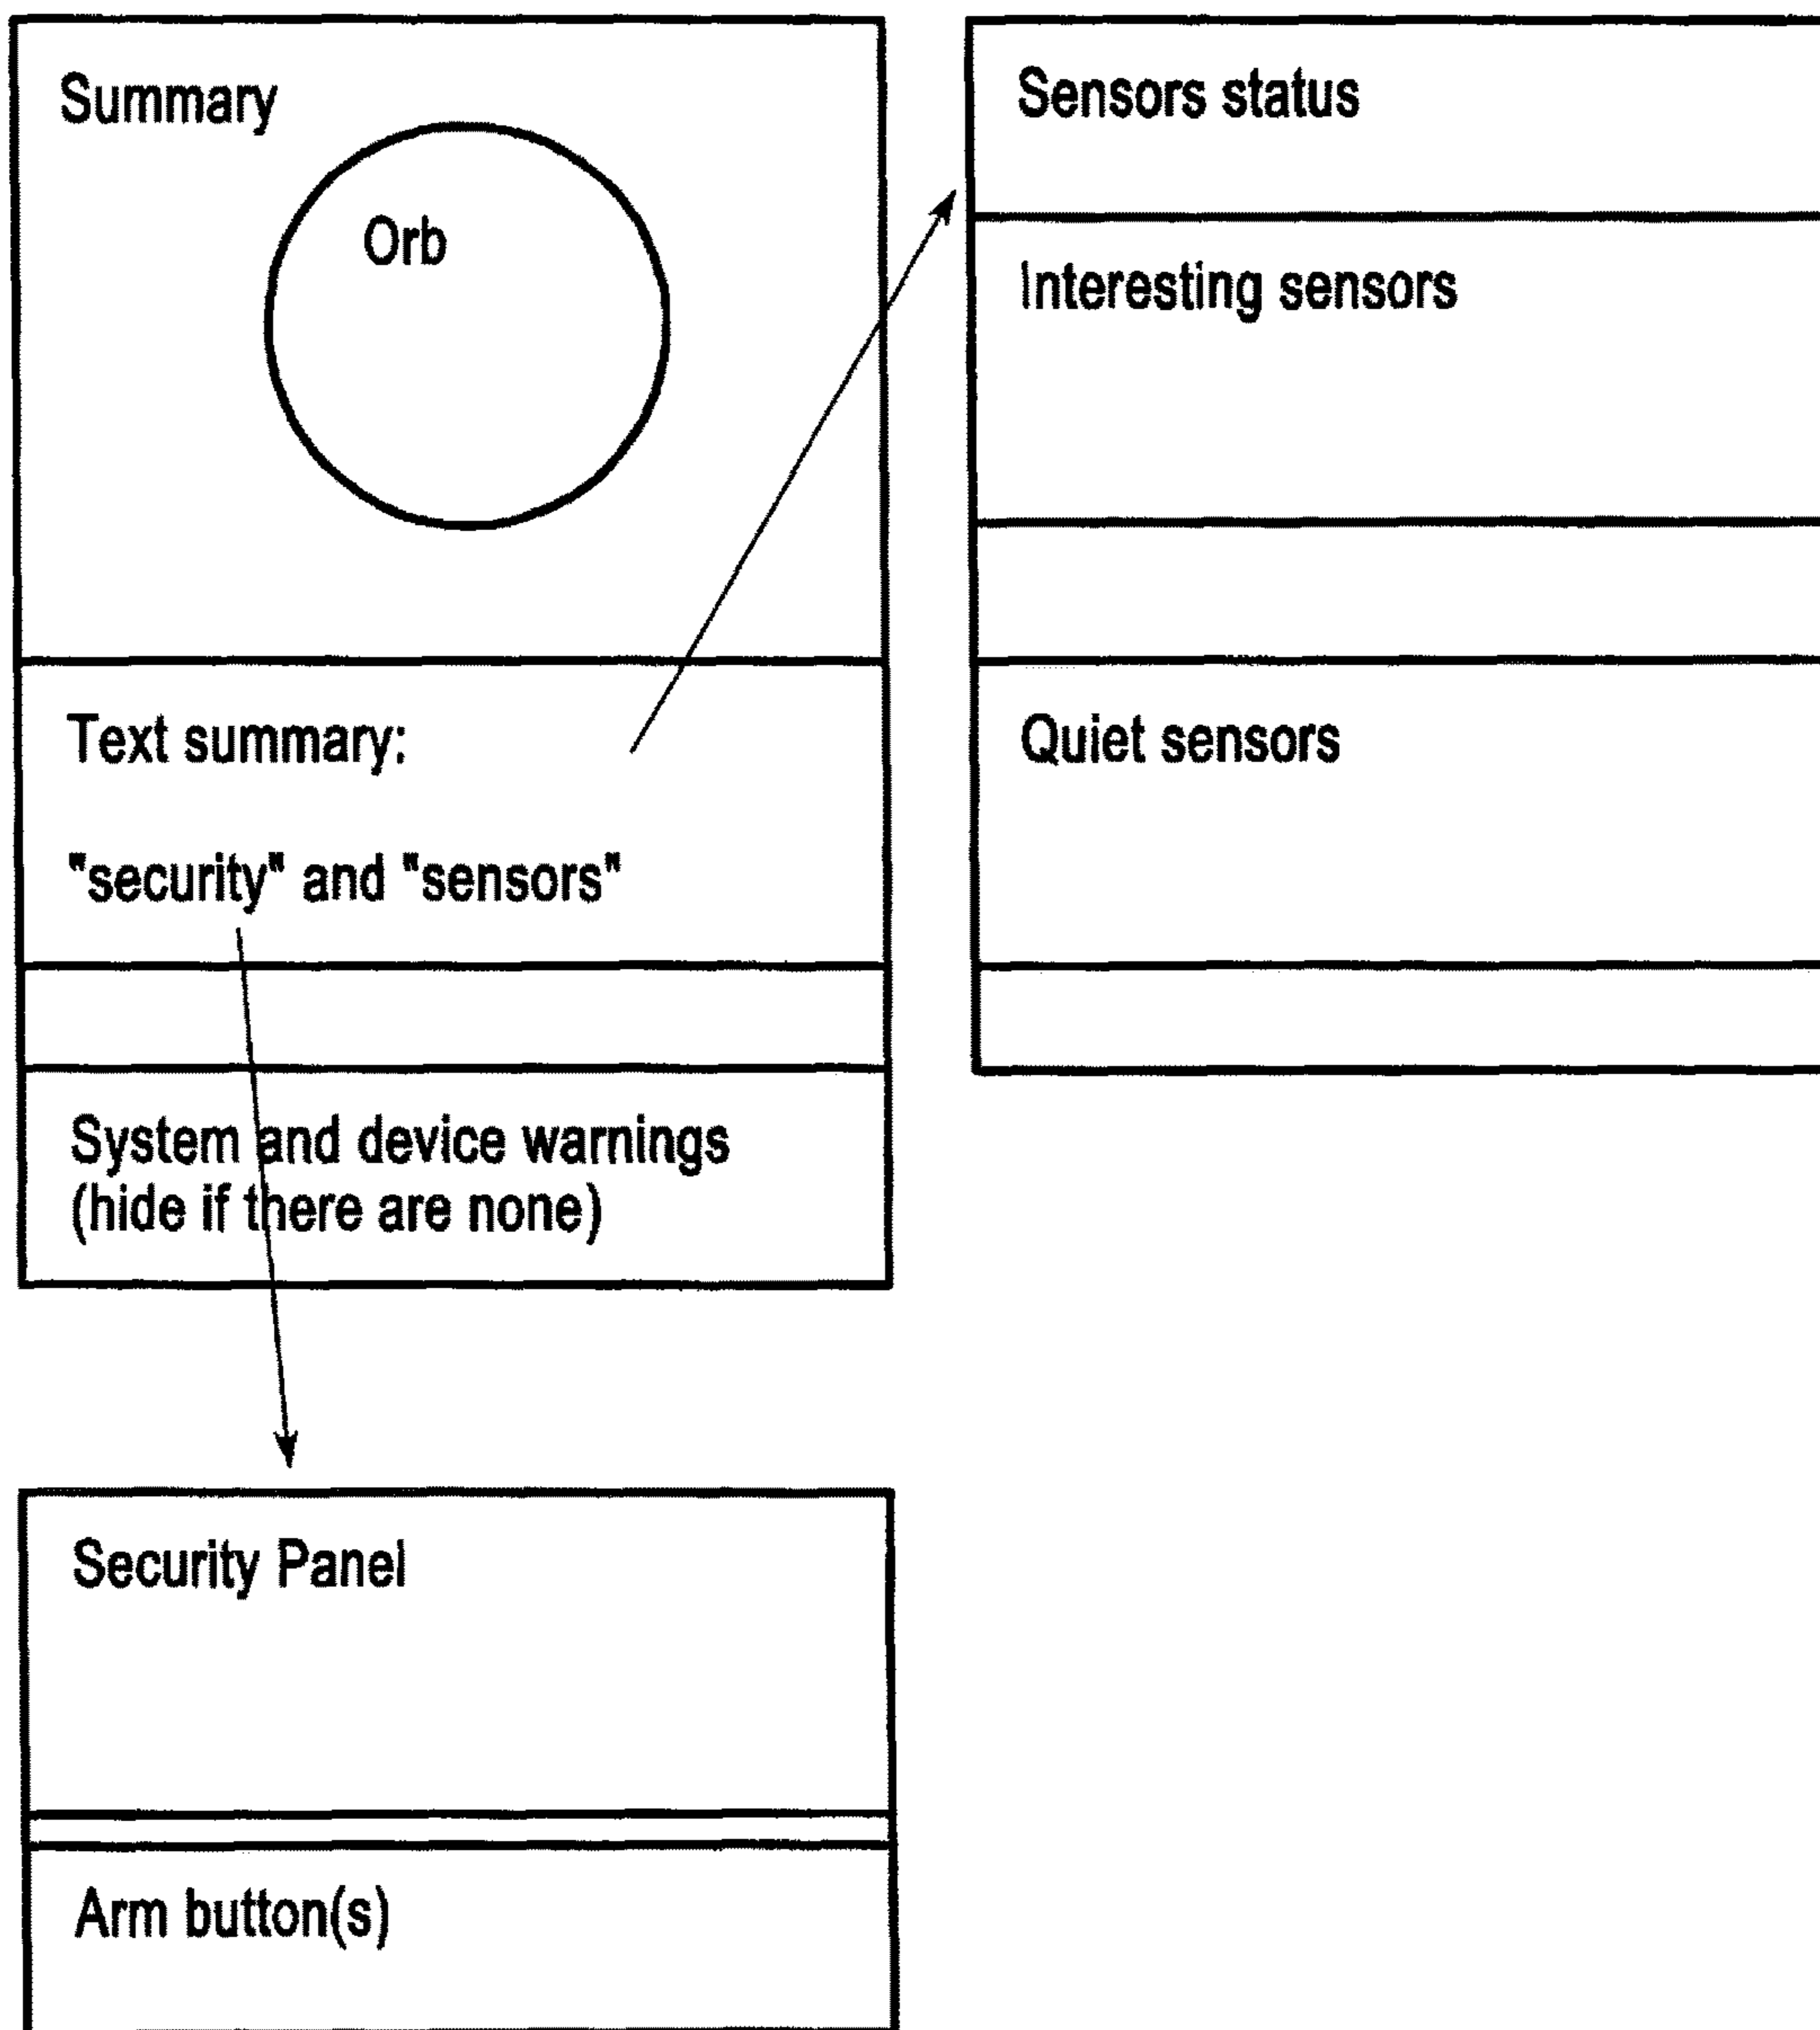 Summary
Orb
Text summary:
"security" and "sensors"
System and device warnings
(hide if there are none)
Sensors status
Interesting sensors
Quiet sensors
Security Panel
Arm button(s)